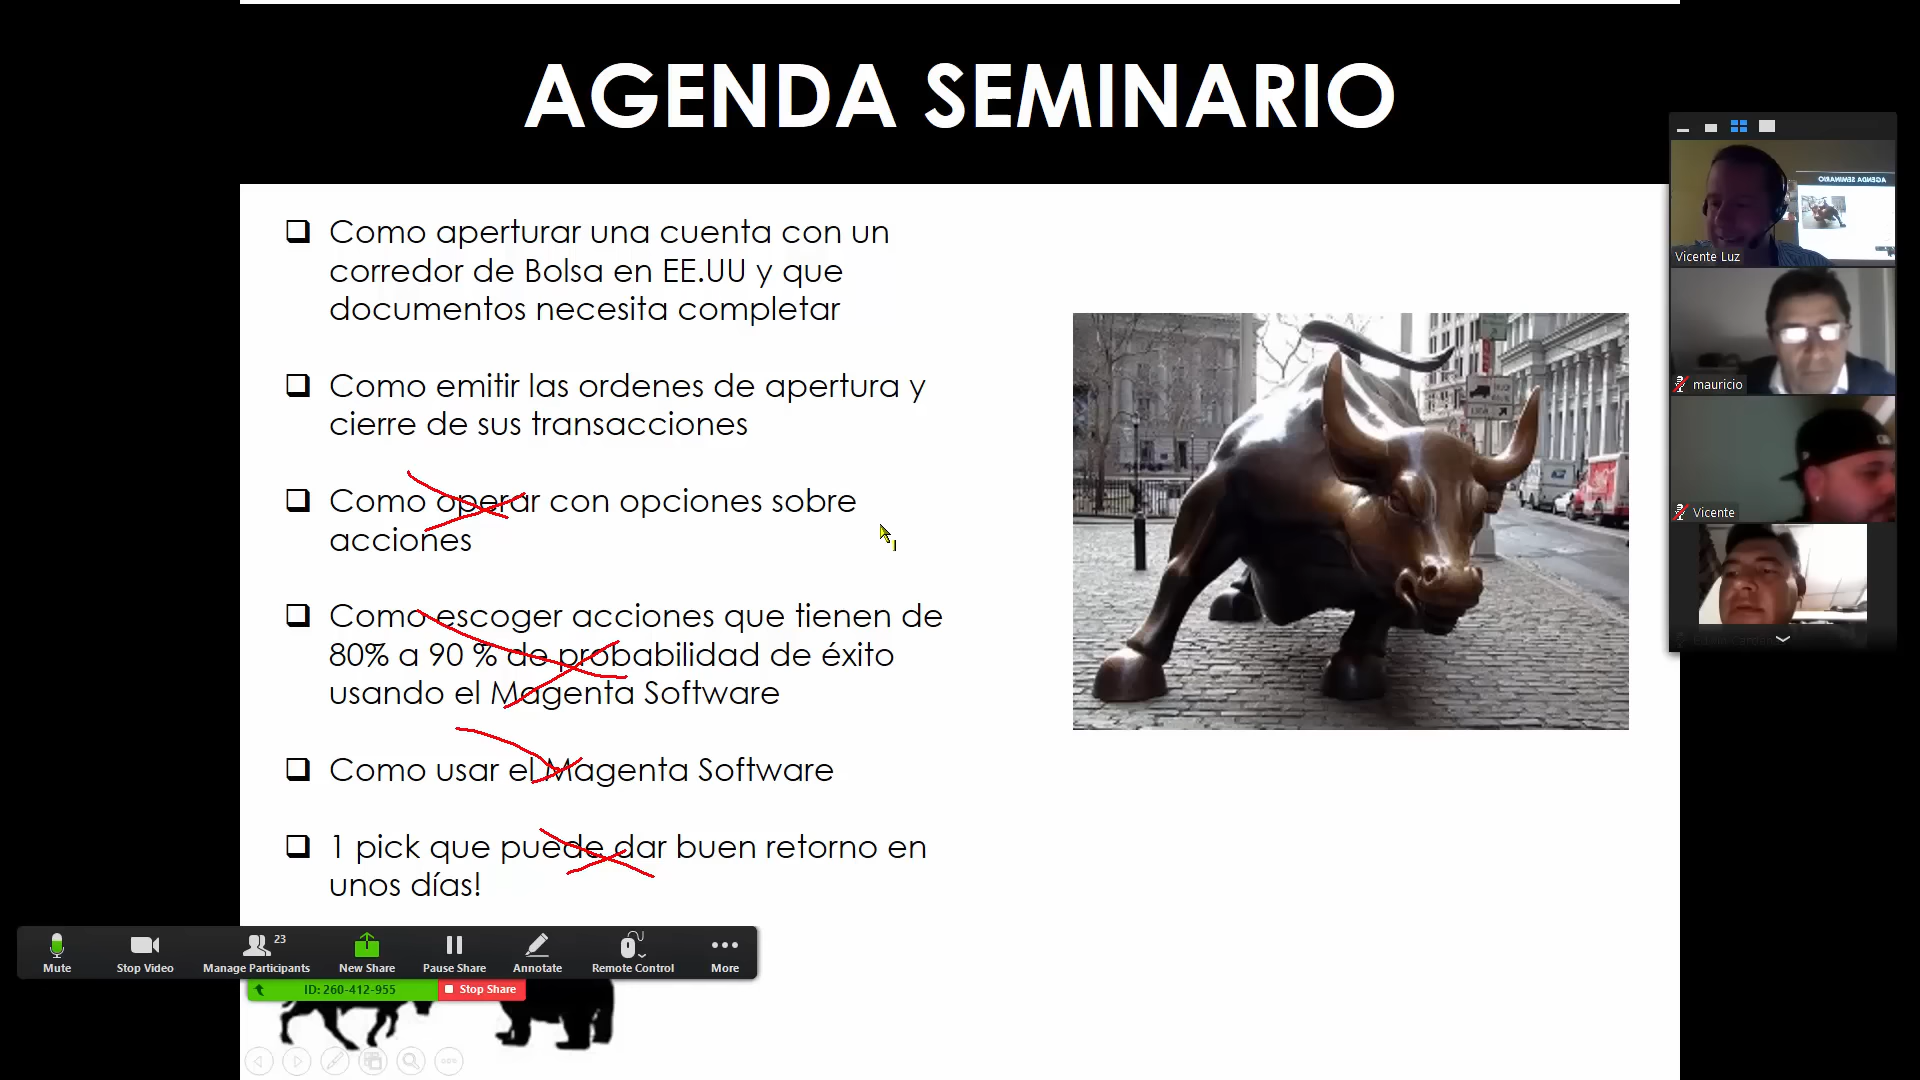 AGENDA SEMINARIO
❑ Como aperturar una cuenta con un
corredor de Bolsa en EE.UU y que
documentos necesita completar
❑ Como emitir las ordenes de apertura y
cierre de sus transacciones
❑ Como operar con opciones sobre
acciones
❑ Como escoger acciones que tienen de
80% a 90 % de probabilidad de éxito
usando el Magenta Software
❑ Como usar el Magenta Software
❑ 1 pick que puede dar buen retorno en
unos días!
AGENDA SEMINARIO
Vicente Luz
mauricio
Vicente
23
Mute
Stop Video
Manage Participants
New Share
Pause Share
Annotate
Remote Control
More
ID: 260-412-955
Stop Share